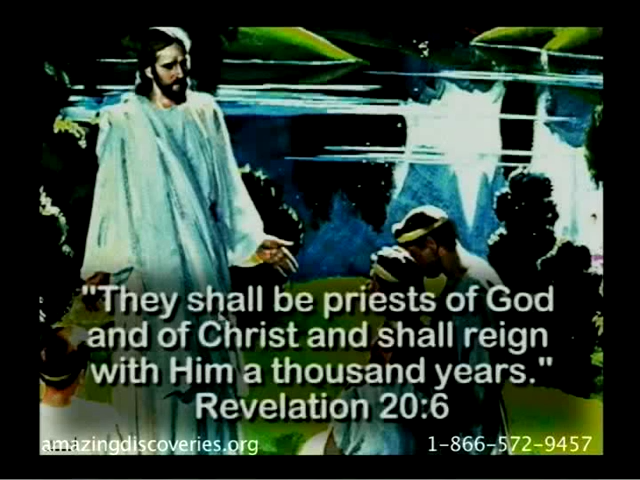 "They shall be priests of God
and of Christ and shall reign
with Him a thousand years."
Revelation 20:6
amazingdiscoveries.org 1-866-572-9457